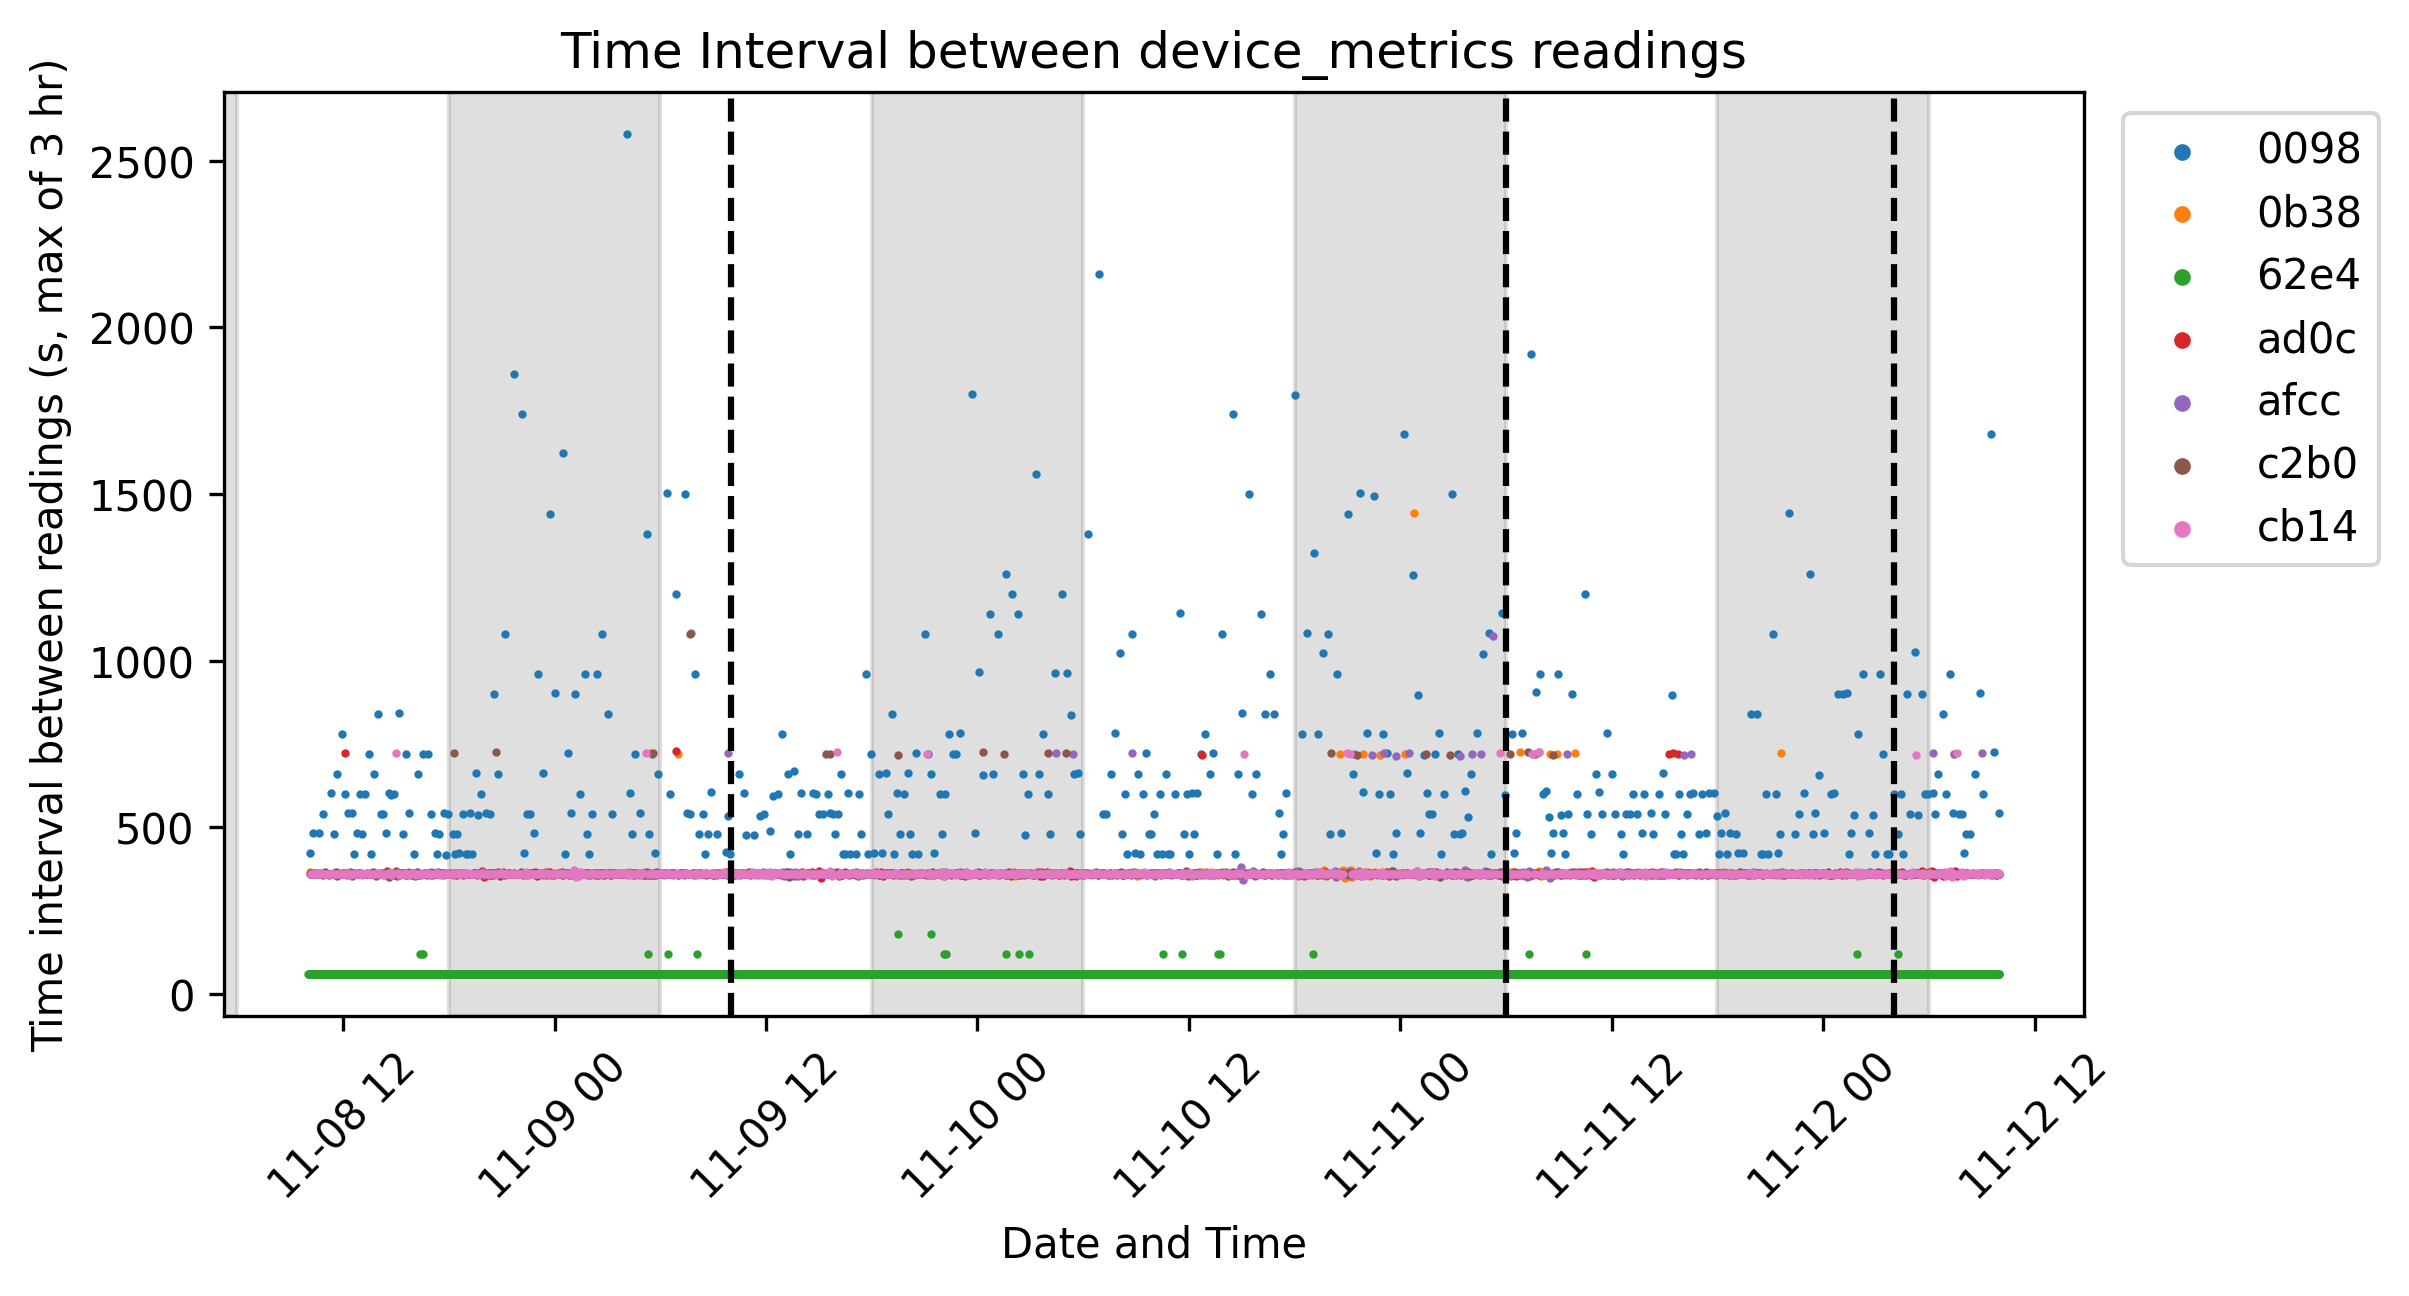 Time Interval between device_metrics readings
Time interval between readings (s, max of 3 hr)
2500
2000
1500
1000
500
0
11-08 12
11-09 00
11-09 12
11-10 00
11-10 12
11-11 00
11-11 12
11-12 00
11-12 12
Date and Time
0098
0b38
62e4
ad0c
afcc
c2b0
cb14